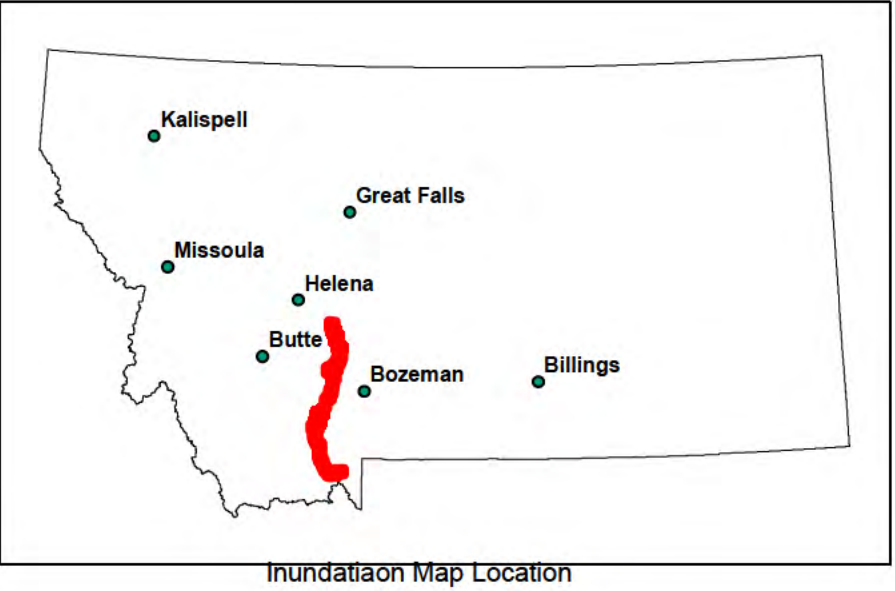 Kalispell
Great Falls
Missoula
Helena
Butte
Billings
Bozeman
Inundatiaon Map Location